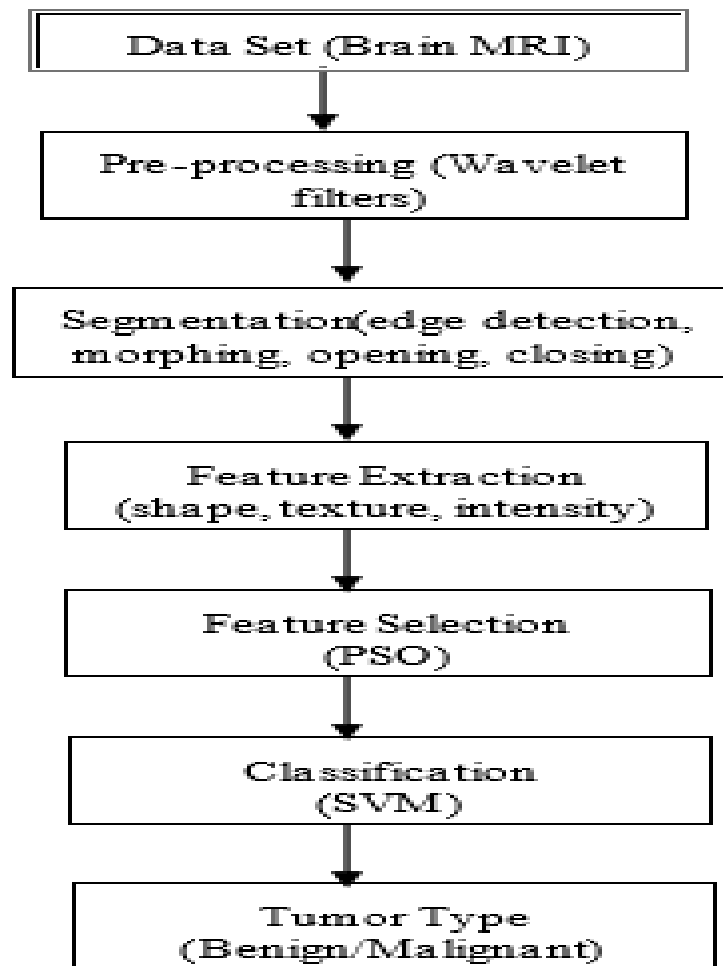 Data Set (Brain MRI)
Pre-processing (Wavelet
filters)
Segmentation(edge detection,
morphing, opening, closing)
Feature Extraction
(shape, texture, intensity)
Feature Selection
(PSO)
Classification
(SVM)
Tumor Type
(Benign/Malignant)